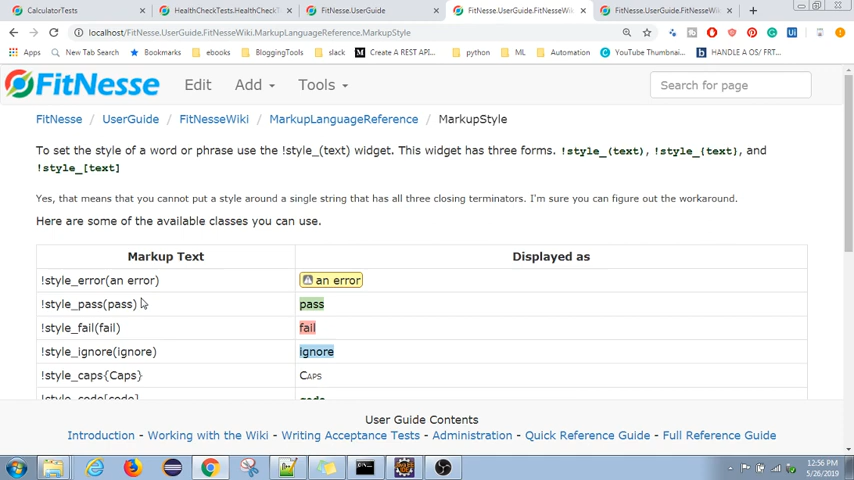 CalculatorTests
HealthCheckTests.HealthCheckT
FitNesse.UserGuide
FitNesse.UserGuide.FitNesseWiki
FitNesse.UserGuide.FitNesseWiki
localhost/FitNesse.UserGuide.FitNesseWiki.MarkupLanguageReference.MarkupStyle
Apps
New Tab Search
Bookmarks
ebooks
BloggingTools
slack
Create A REST API...
python
ML
Automation
YouTube Thumbnai...
HANDLE A OS/ FRT...
FitNesse
Edit
Add
Tools
Search for page
FitNesse / UserGuide / FitNesseWiki / MarkupLanguageReference / MarkupStyle
To set the style of a word or phrase use the !style_(text) widget. This widget has three forms. !style_(text), !style_{text}, and
!style_[text]
Yes, that means that you cannot put a style around a single string that has all three closing terminators. I'm sure you can figure out the workaround.
Here are some of the available classes you can use.
Markup Text
Displayed as
!style_error(an error)
an error
!style_pass(pass)
pass
!style_fail(fail)
fail
!style_ignore(ignore)
ignore
!style_caps{Caps}
Caps
!style_code[code]
code
User Guide Contents
Introduction - Working with the Wiki - Writing Acceptance Tests - Administration - Quick Reference Guide - Full Reference Guide
12:56 PM
5/26/2019